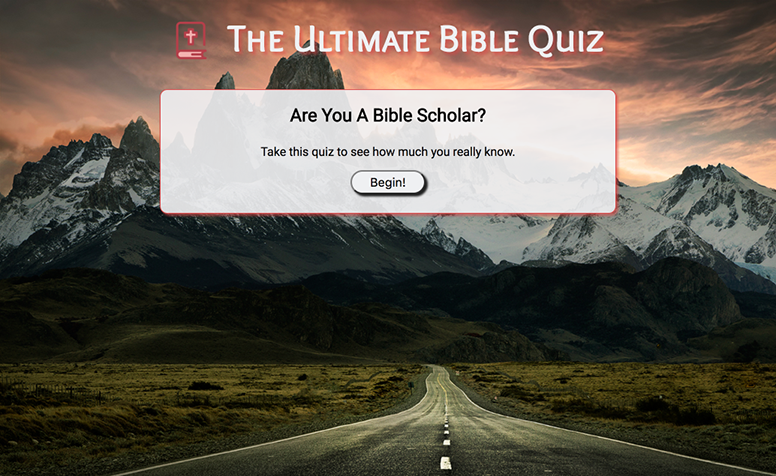 The Ultimate Bible Quiz
Are You A Bible Scholar?
Take this quiz to see how much you really know.
Begin!